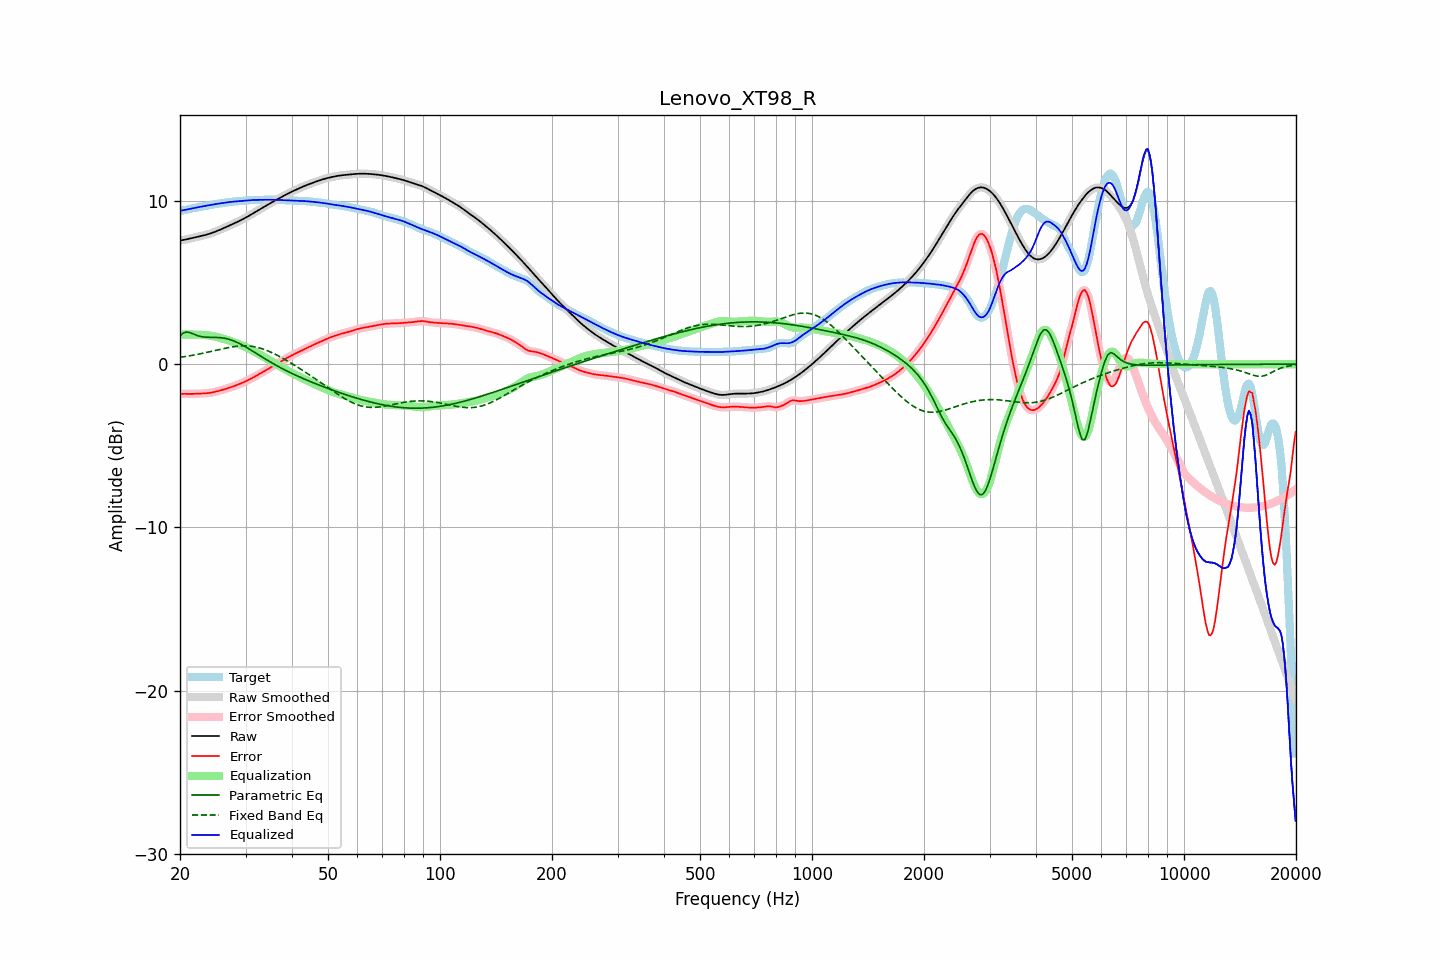 Lenovo_XT98_R
Amplitude (dBr)
10
0
−10
−20
−30
Target
Raw Smoothed
Error Smoothed
Raw
Error
Equalization
Parametric Eq
Fixed Band Eq
Equalized
20 50 100 200 500 1000 2000 5000 10000 20000
Frequency (Hz)